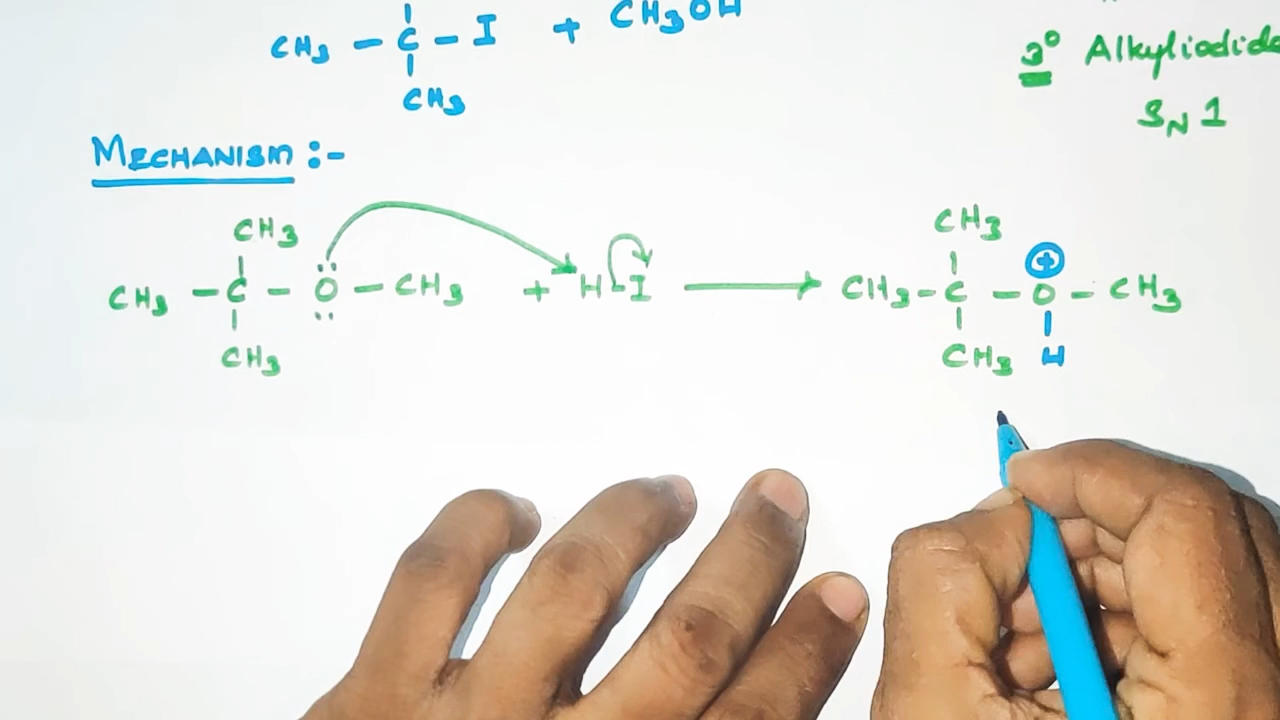 CH3 – C – I + CH3OH
CH3
3° Alkyliodide
SN1
MECHANISM :-
CH3
CH3 – C – Ö – CH3 + H–I ⟶
CH3
CH3
⊕
CH3 – C – O – CH3
CH3 H